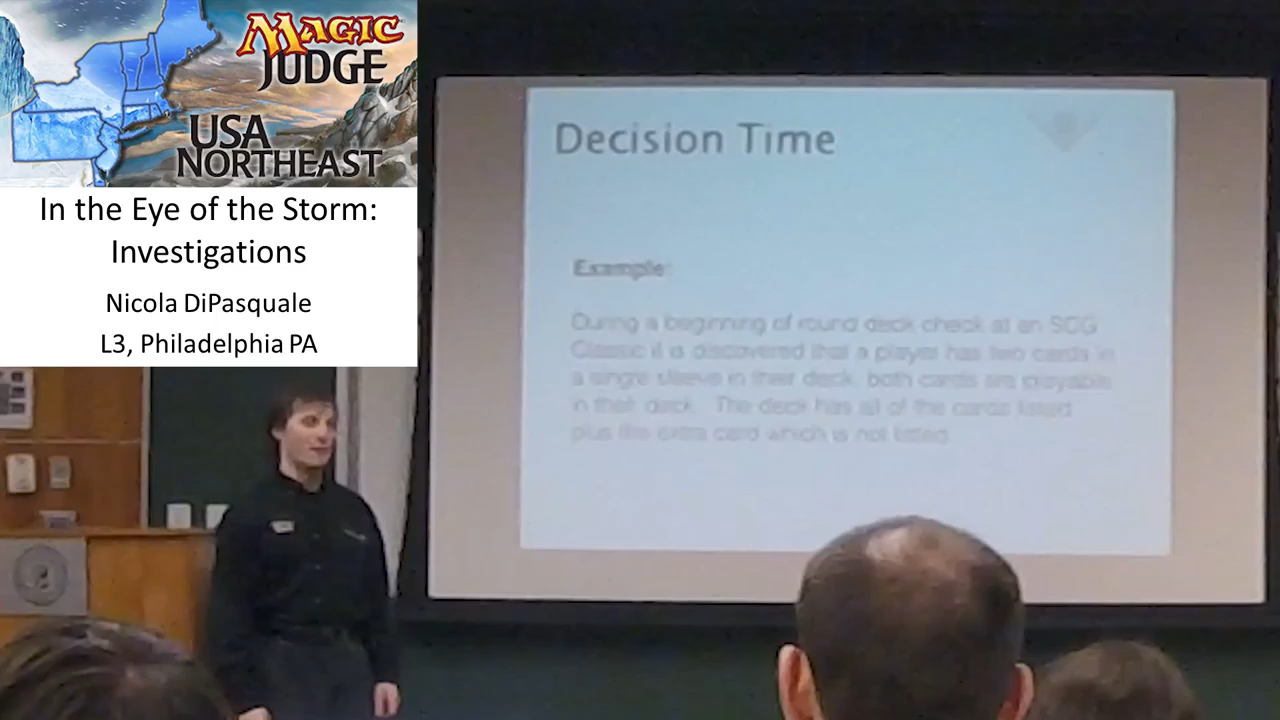 MAGIC
JUDGE
USA
NORTHEAST
In the Eye of the Storm:
Investigations
Nicola DiPasquale
L3, Philadelphia PA
Decision Time
Example:
During a beginning of round deck check at an SCG
Classic it is discovered that a player has two cards in
a single sleeve in their deck, both cards are playable
in their deck. The deck has all of the cards listed
plus the extra card which is not listed.